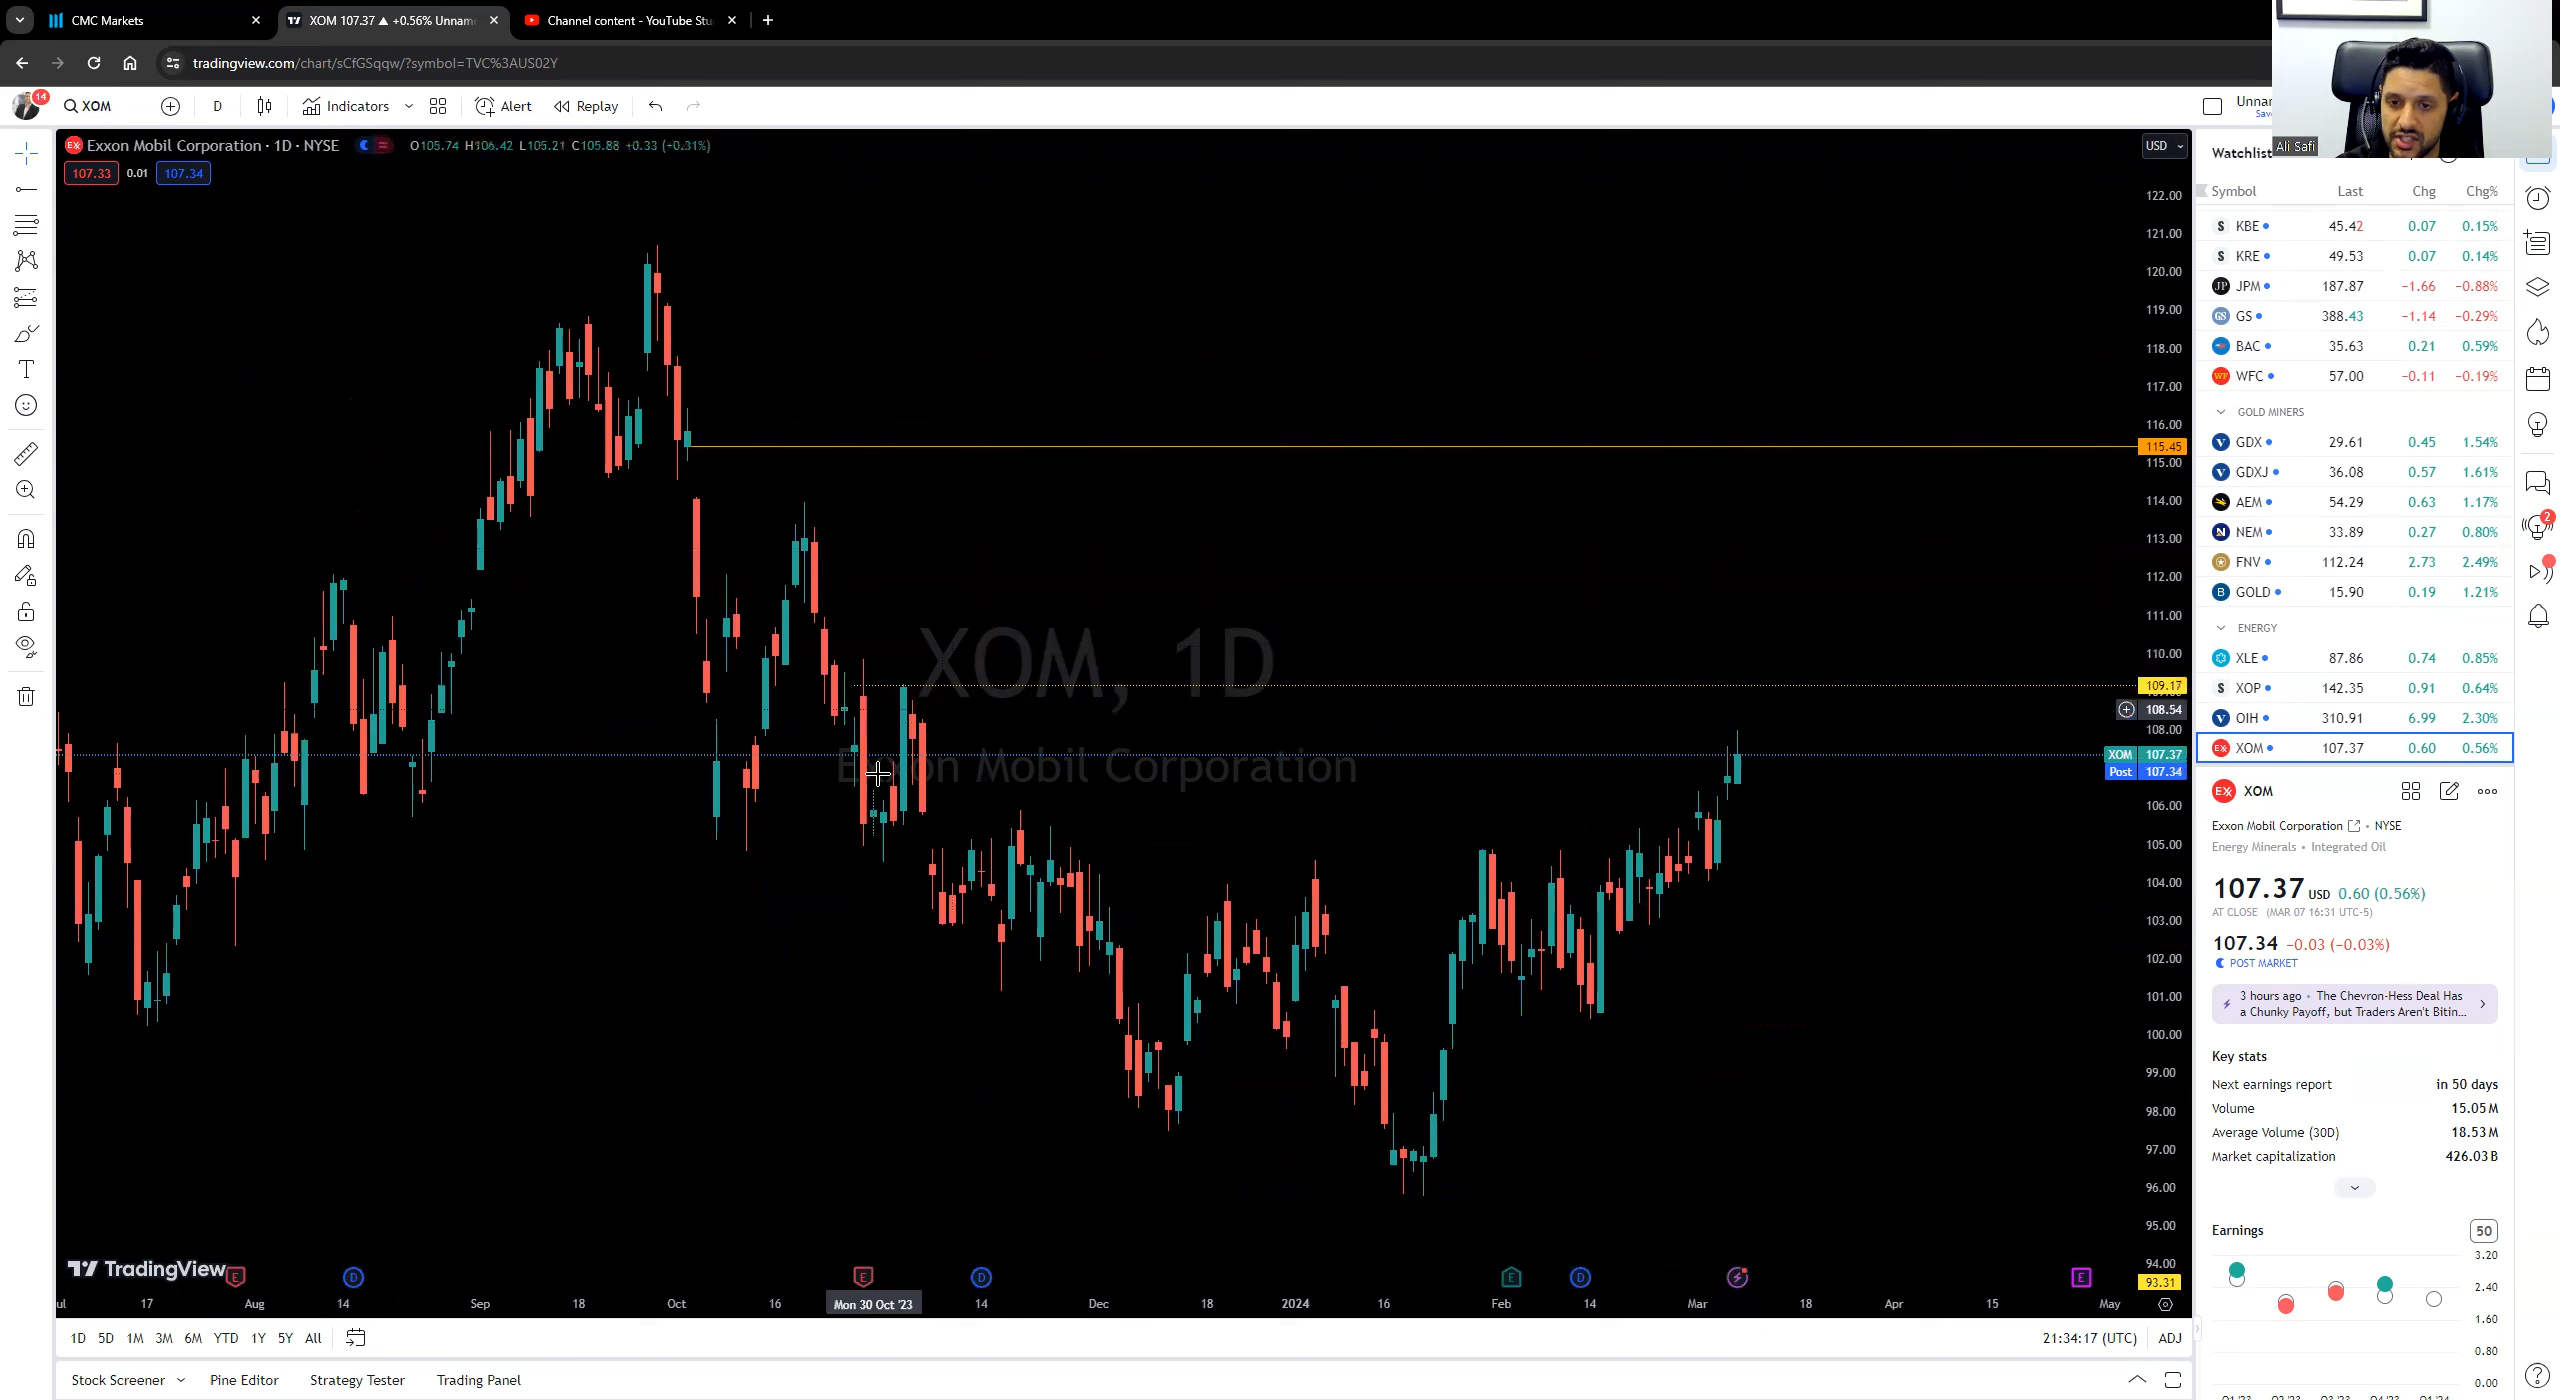 CMC Markets
XOM 107.37 ▲ +0.56% Unnam
Channel content - YouTube Stu
tradingview.com/chart/sCfGSqqw/?symbol=TVC%3AUS02Y
14
XOM
D
Indicators
Alert
Replay
Unnar
Save
Ali Safi
Exxon Mobil Corporation · 1D · NYSE
O105.74 H106.42 L105.21 C105.88 +0.33 (+0.31%)
USD
107.33
0.01
107.34
XOM, 1D
Exxon Mobil Corporation
122.00
121.00
120.00
119.00
118.00
117.00
116.00
115.45
115.00
114.00
113.00
112.00
111.00
110.00
109.17
108.54
108.00
XOM 107.37
Post 107.34
106.00
105.00
104.00
103.00
102.00
101.00
100.00
99.00
98.00
97.00
96.00
95.00
94.00
93.31
TradingView
E
D
E
D
E
D
E
ul
17
Aug
14
Sep
18
Oct
16
Mon 30 Oct '23
14
Dec
18
2024
16
Feb
14
Mar
18
Apr
15
May
1D
5D
1M
3M
6M
YTD
1Y
5Y
All
21:34:17 (UTC)
ADJ
Stock Screener
Pine Editor
Strategy Tester
Trading Panel
Watchlist
Symbol Last Chg Chg%
S KBE 45.42 0.07 0.15%
S KRE 49.53 0.07 0.14%
JP JPM 187.87 −1.66 −0.88%
GS GS 388.43 −1.14 −0.29%
BAC 35.63 0.21 0.59%
WF WFC 57.00 −0.11 −0.19%
GOLD MINERS
V GDX 29.61 0.45 1.54%
V GDXJ 36.08 0.57 1.61%
AEM 54.29 0.63 1.17%
NEM 33.89 0.27 0.80%
FNV 112.24 2.73 2.49%
B GOLD 15.90 0.19 1.21%
ENERGY
XLE 87.86 0.74 0.85%
S XOP 142.35 0.91 0.64%
V OIH 310.91 6.99 2.30%
XOM 107.37 0.60 0.56%
XOM
Exxon Mobil Corporation • NYSE
Energy Minerals • Integrated Oil
107.37 USD 0.60 (0.56%)
AT CLOSE (MAR 07 16:31 UTC-5)
107.34 −0.03 (−0.03%)
POST MARKET
3 hours ago • The Chevron-Hess Deal Has
a Chunky Payoff, but Traders Aren't Bitin...
Key stats
Next earnings report in 50 days
Volume 15.05M
Average Volume (30D) 18.53M
Market capitalization 426.03B
Earnings
50
3.20
2.40
1.60
0.80
0.00
2